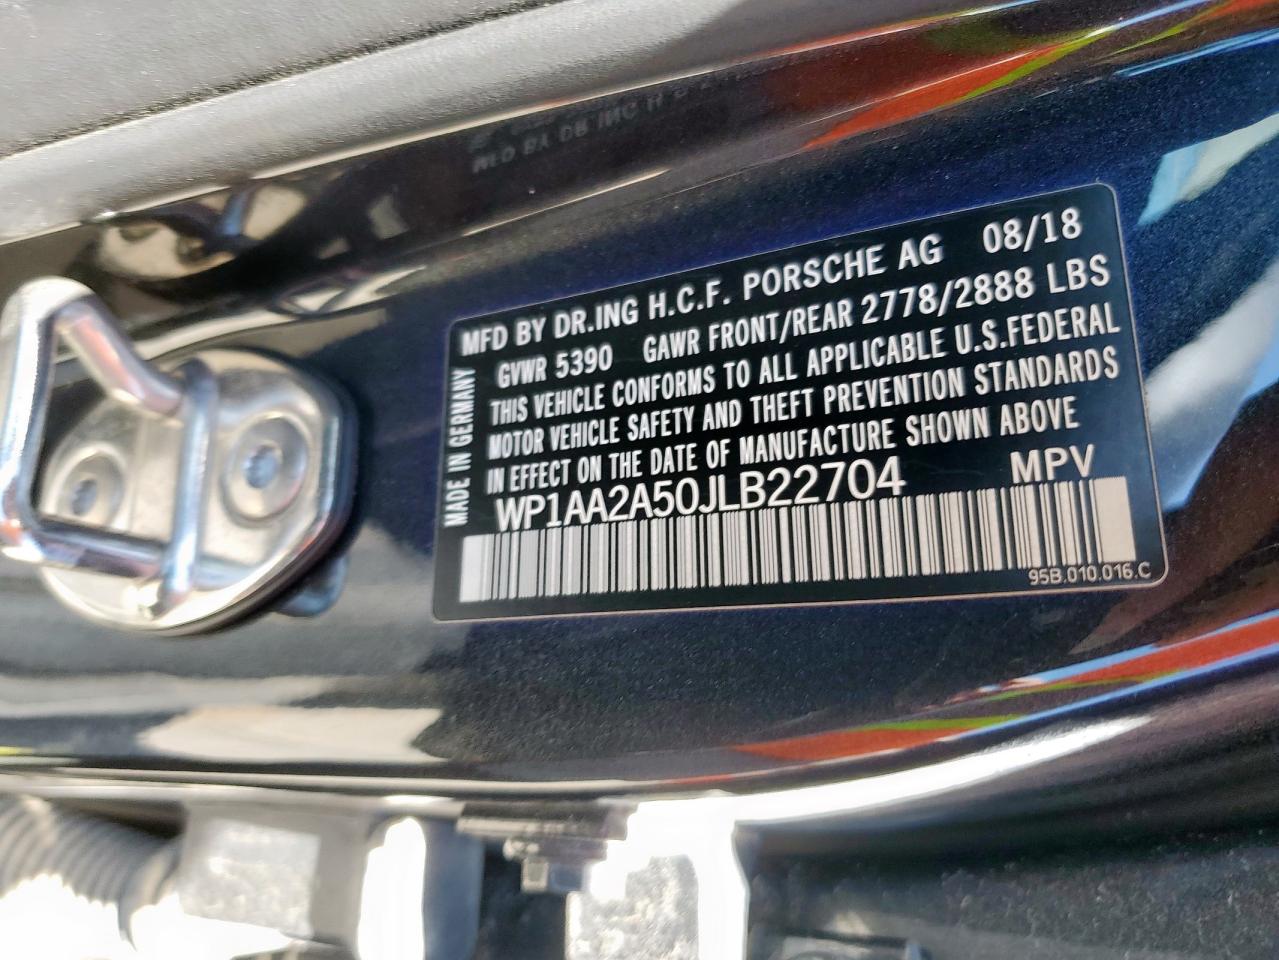 MFD BY DR.ING H.C.F. PORSCHE AG 08/18
GVWR 5390 GAWR FRONT/REAR 2778/2888 LBS
THIS VEHICLE CONFORMS TO ALL APPLICABLE U.S.FEDERAL
MOTOR VEHICLE SAFETY AND THEFT PREVENTION STANDARDS
IN EFFECT ON THE DATE OF MANUFACTURE SHOWN ABOVE
WP1AA2A50JLB22704 MPV
95B.010.016.C
MADE IN GERMANY